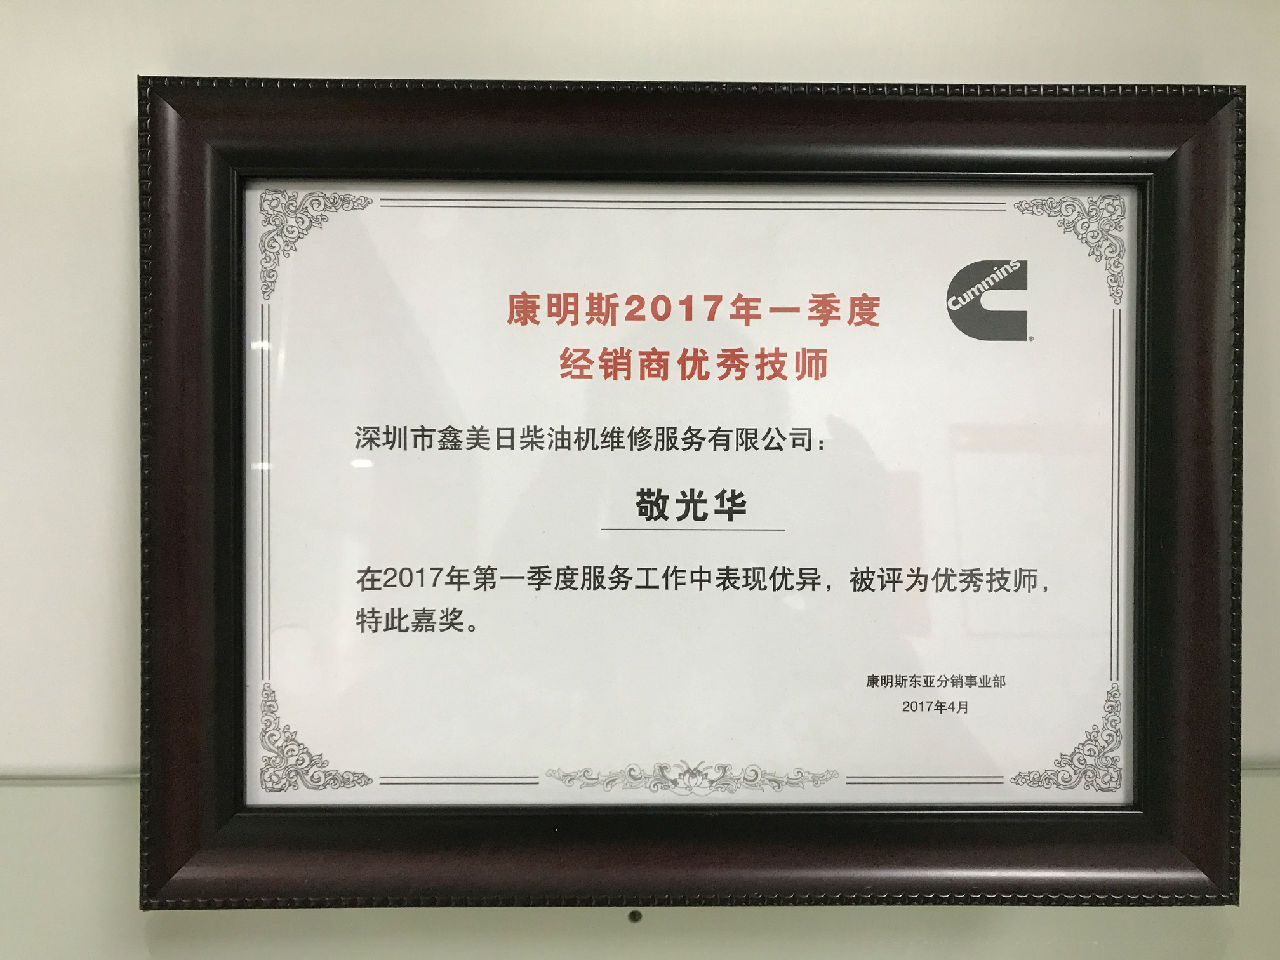 Cummins
康明斯2017年一季度
经销商优秀技师
深圳市鑫美日柴油机维修服务有限公司：
敬光华
在2017年第一季度服务工作中表现优异，被评为优秀技师，
特此嘉奖。
康明斯东亚分销事业部
2017年4月